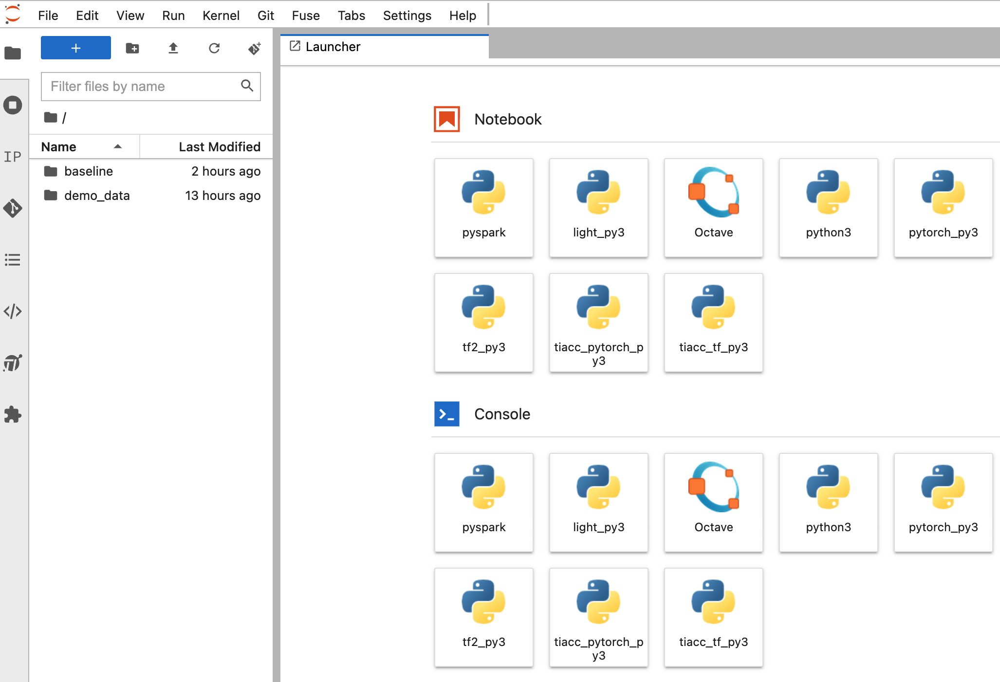 File Edit View Run Kernel Git Fuse Tabs Settings Help
Launcher
Filter files by name
/
Name Last Modified
baseline 2 hours ago
demo_data 13 hours ago
IP
Notebook
pyspark light_py3 Octave python3 pytorch_py3
tf2_py3 tiacc_pytorch_p tiacc_tf_py3
y3
Console
pyspark light_py3 Octave python3 pytorch_py3
tf2_py3 tiacc_pytorch_p tiacc_tf_py3
y3